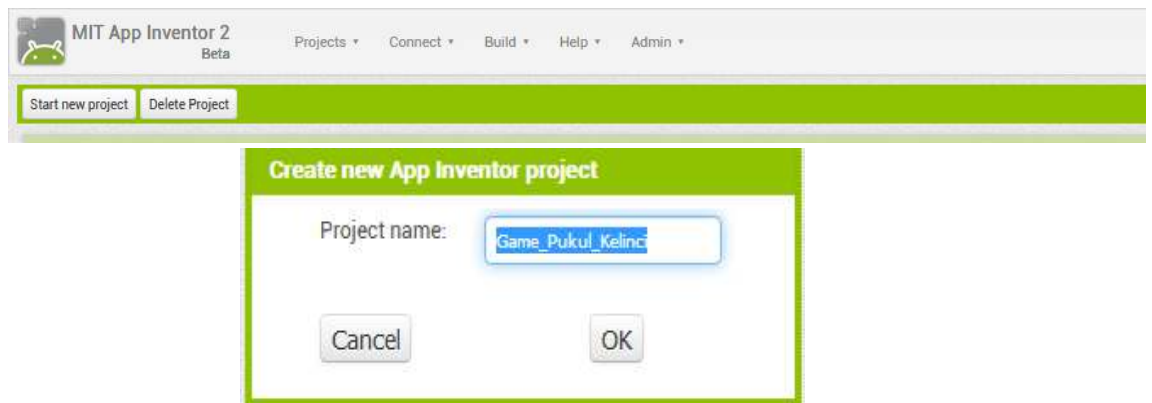 MIT App Inventor 2
Beta
Projects Connect Build Help Admin
Start new project Delete Project
Create new App Inventor project
Project name: Game_Pukul_Kelinci
Cancel OK